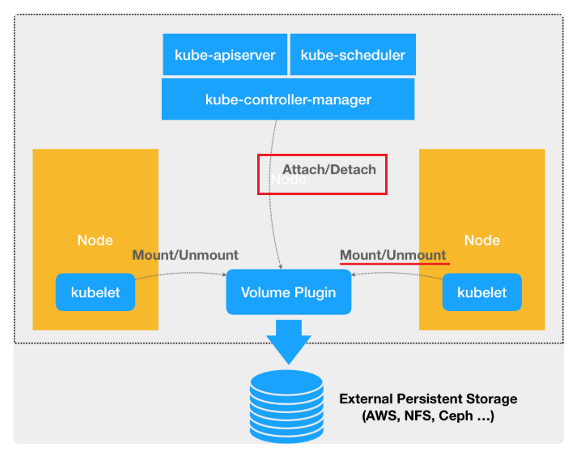 kube-apiserver
kube-scheduler
kube-controller-manager
Attach/Detach
Node
Node
Node
Mount/Unmount
Mount/Unmount
kubelet
Volume Plugin
kubelet
External Persistent Storage
(AWS, NFS, Ceph ...)